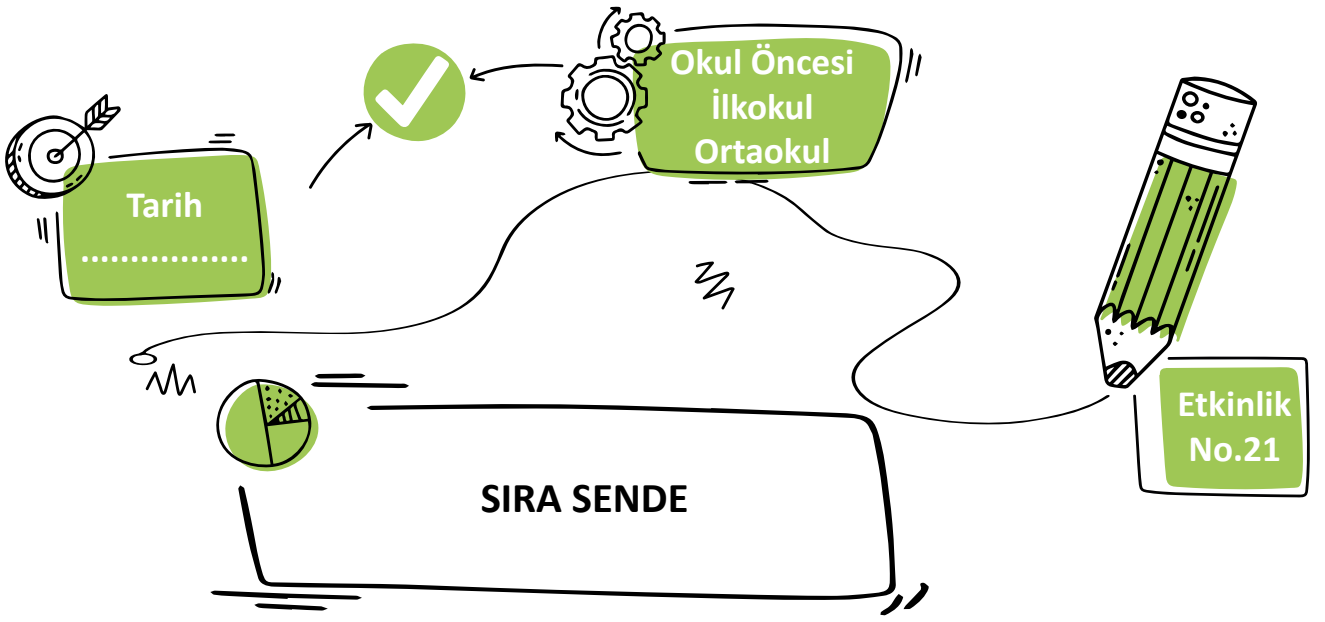 Okul Öncesi
İlkokul
Ortaokul
Tarih
.................
Etkinlik
No.21
SIRA SENDE